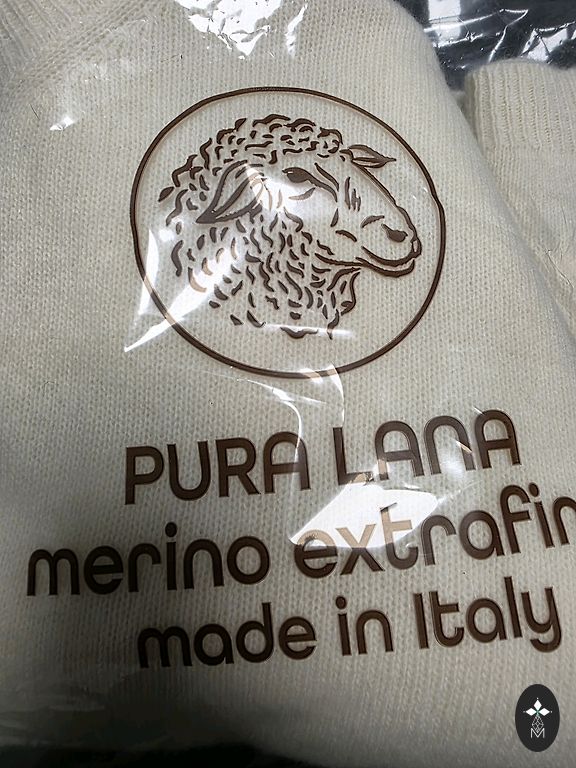 PURA LANA
merino extrafin
made in Italy
M